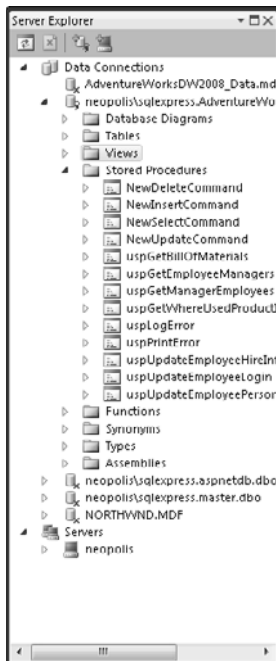 Server Explorer
Data Connections
AdventureWorksDW2008_Data.md
neopolis\sqlexpress.AdventureWo
Database Diagrams
Tables
Views
Stored Procedures
NewDeleteCommand
NewInsertCommand
NewSelectCommand
NewUpdateCommand
uspGetBillOfMaterials
uspGetEmployeeManagers
uspGetManagerEmployees
uspGetWhereUsedProductI
uspLogError
uspPrintError
uspUpdateEmployeeHireInf
uspUpdateEmployeeLogin
uspUpdateEmployeePerson
Functions
Synonyms
Types
Assemblies
neopolis\sqlexpress.aspnetdb.dbo
neopolis\sqlexpress.master.dbo
NORTHWND.MDF
Servers
neopolis